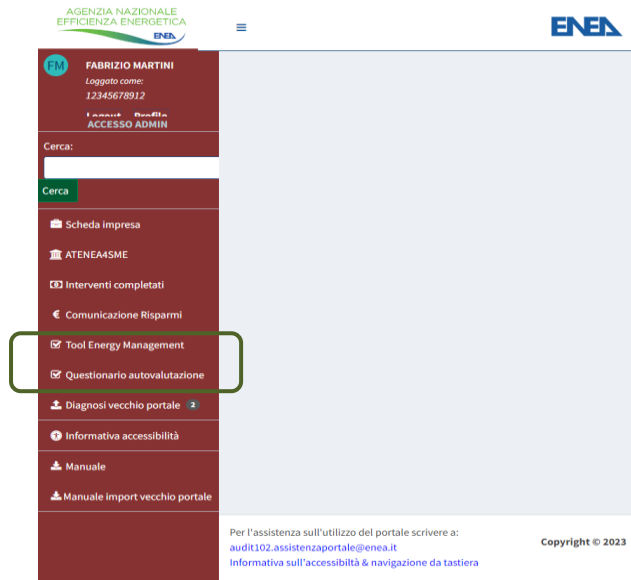 AGENZIA NAZIONALE
EFFICIENZA ENERGETICA
ENEA
ENEA
FM
FABRIZIO MARTINI
Loggato come:
12345678912
Logout Profilo
ACCESSO ADMIN
Cerca:
Cerca
Scheda impresa
ATENEA4SME
Interventi completati
€ Comunicazione Risparmi
Tool Energy Management
Questionario autovalutazione
Diagnosi vecchio portale 2
Informativa accessibilità
Manuale
Manuale import vecchio portale
Per l'assistenza sull'utilizzo del portale scrivere a:
audit102.assistenzaportale@enea.it
Informativa sull'accessibiltà & navigazione da tastiera
Copyright © 2023